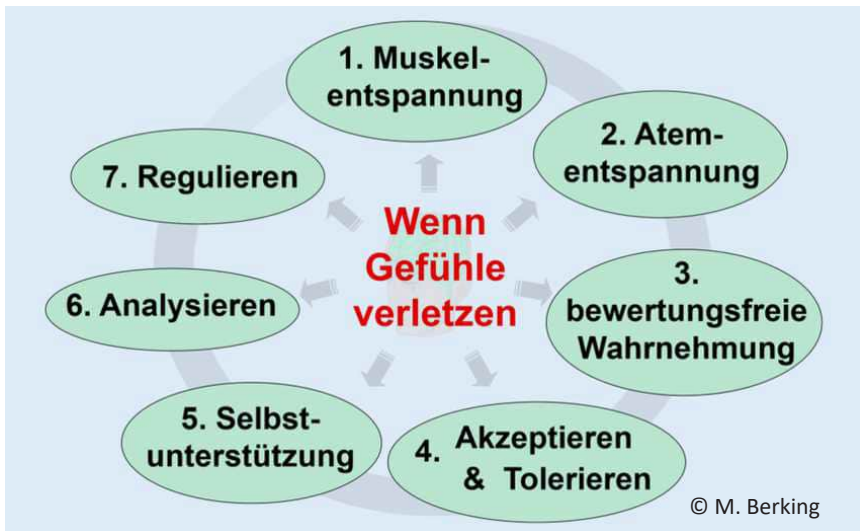 1. Muskel-
entspannung
2. Atem-
entspannung
3.
bewertungsfreie
Wahrnehmung
4. Akzeptieren
& Tolerieren
5. Selbst-
unterstützung
6. Analysieren
7. Regulieren
Wenn
Gefühle
verletzen
© M. Berking